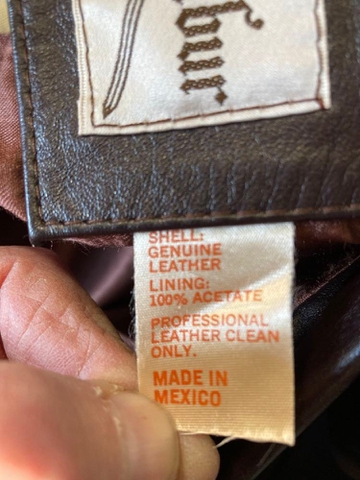 SHELL:
GENUINE
LEATHER
LINING:
100% ACETATE
PROFESSIONAL
LEATHER CLEAN
ONLY.
MADE IN
MEXICO